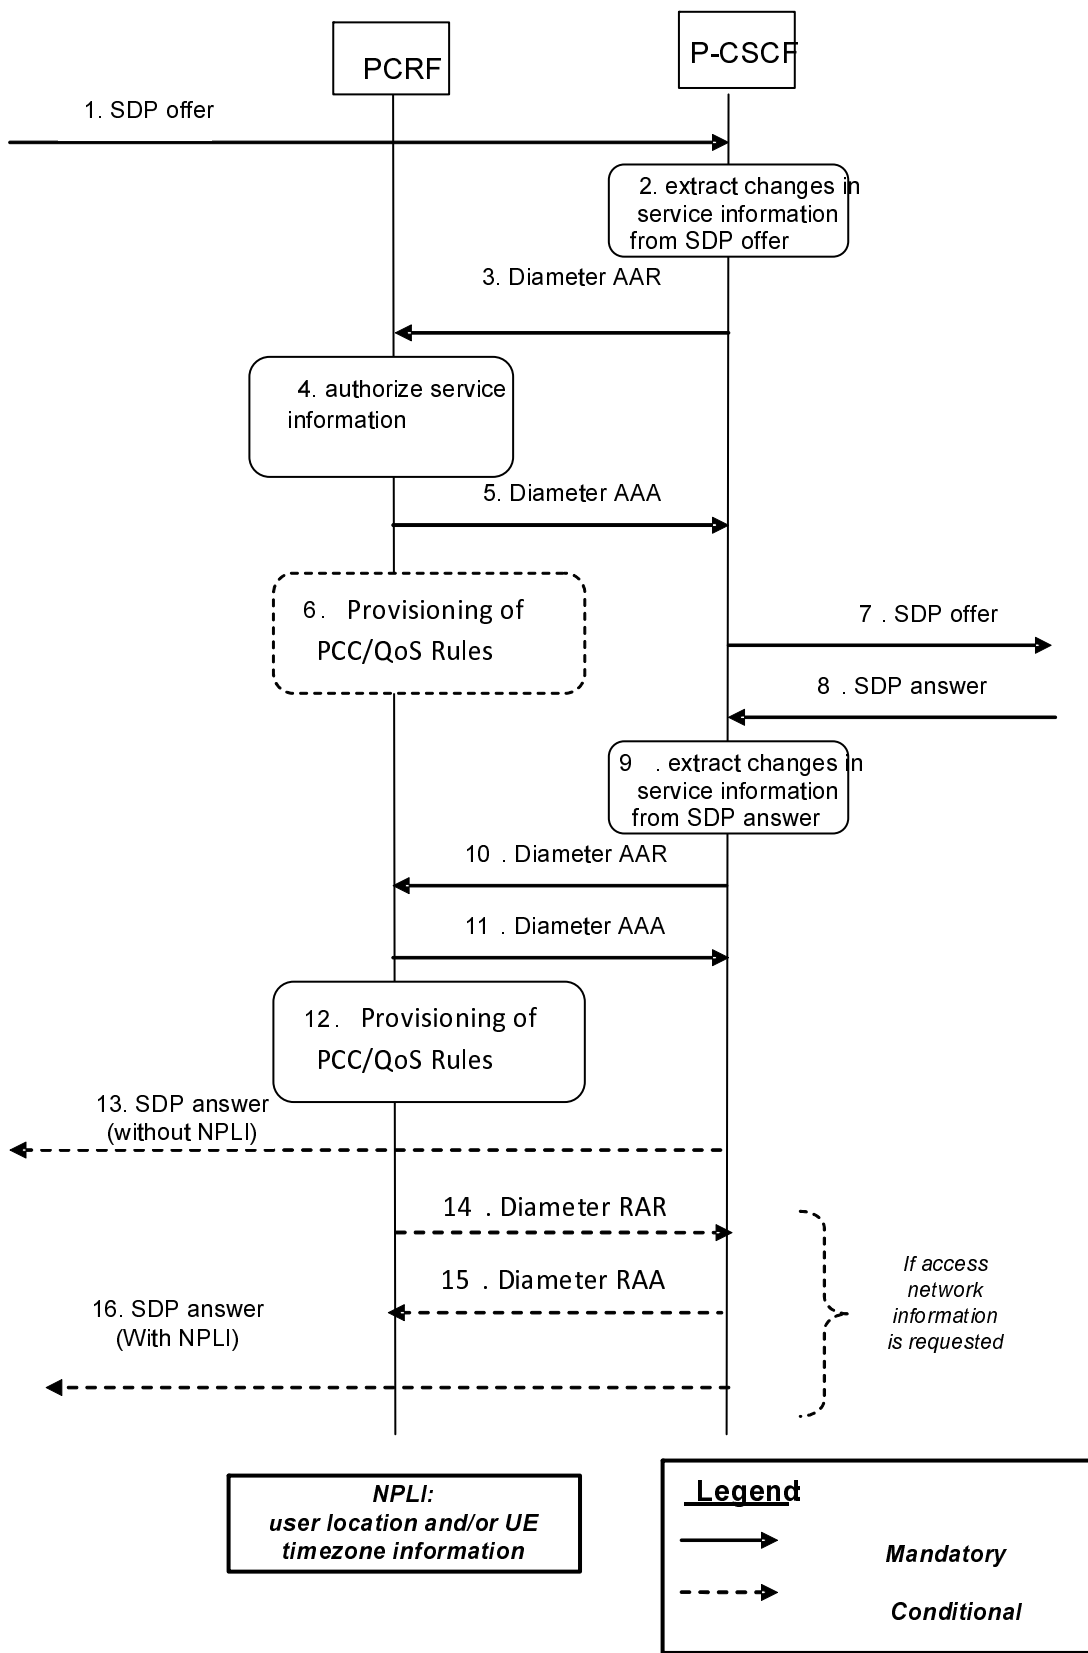 PCRF
P-CSCF
1. SDP offer
2. extract changes in
service information
from SDP offer
3. Diameter AAR
4. authorize service
information
5. Diameter AAA
6. Provisioning of
PCC/QoS Rules
7 . SDP offer
8 . SDP answer
9 . extract changes in
service information
from SDP answer
10 . Diameter AAR
11 . Diameter AAA
12. Provisioning of
PCC/QoS Rules
13. SDP answer
(without NPLI)
14 . Diameter RAR
15 . Diameter RAA
16. SDP answer
(With NPLI)
If access
network
information
is requested
NPLI:
user location and/or UE
timezone information
Legend:
Mandatory
Conditional